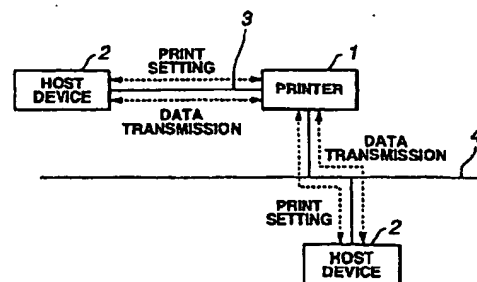 2
3
1
PRINT
SETTING
HOST
DEVICE
PRINTER
DATA
TRANSMISSION
DATA
TRANSMISSION
4
PRINT
SETTING
2
HOST
DEVICE